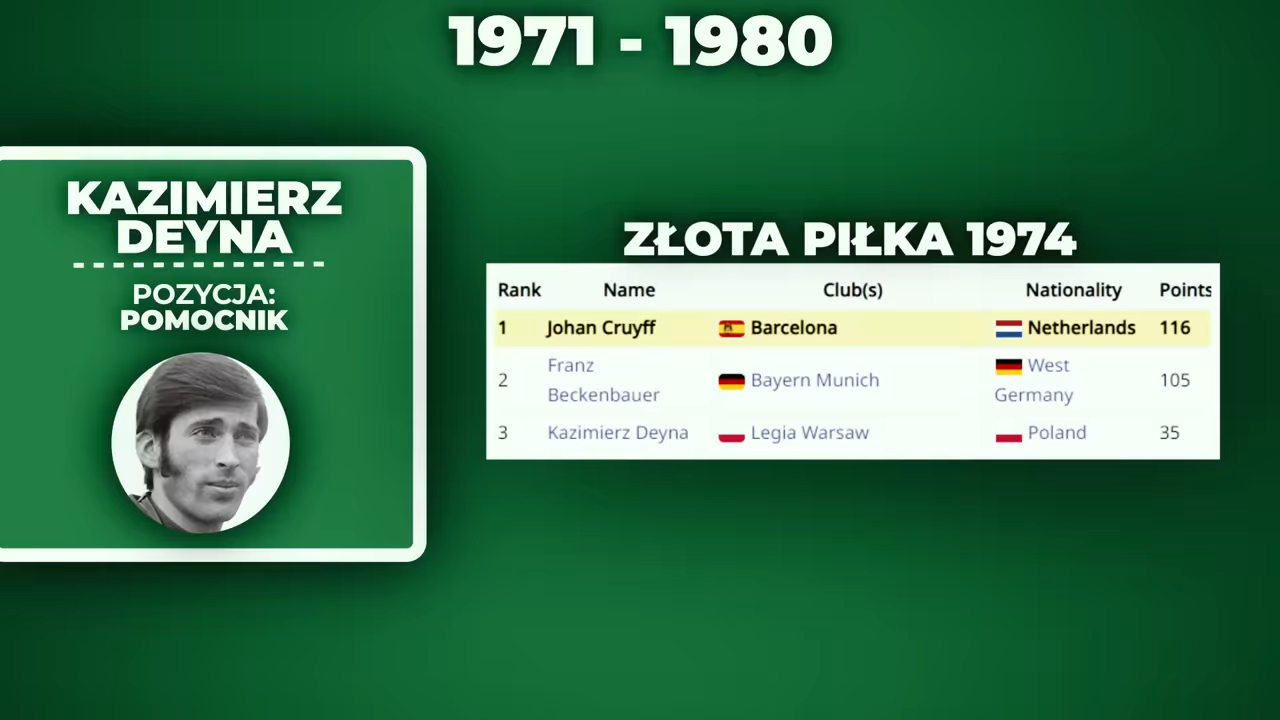 1971 - 1980
KAZIMIERZ
DEYNA
POZYCJA:
POMOCNIK
ZŁOTA PIŁKA 1974
Rank Name Club(s) Nationality Points
1 Johan Cruyff Barcelona Netherlands 116
2 Franz Beckenbauer Bayern Munich West Germany 105
3 Kazimierz Deyna Legia Warsaw Poland 35